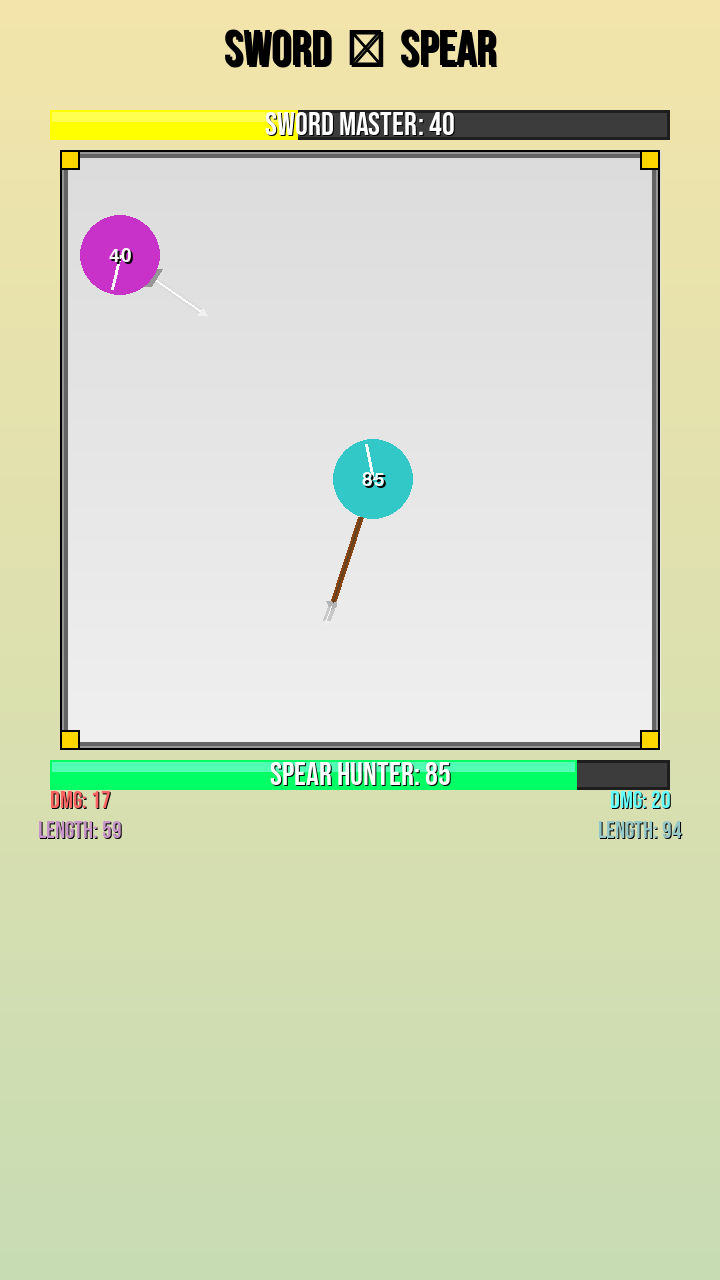 SWORD ⚔ SPEAR
SWORD MASTER: 40
40
85
SPEAR HUNTER: 85
DMG: 17
DMG: 20
LENGTH: 59
LENGTH: 94